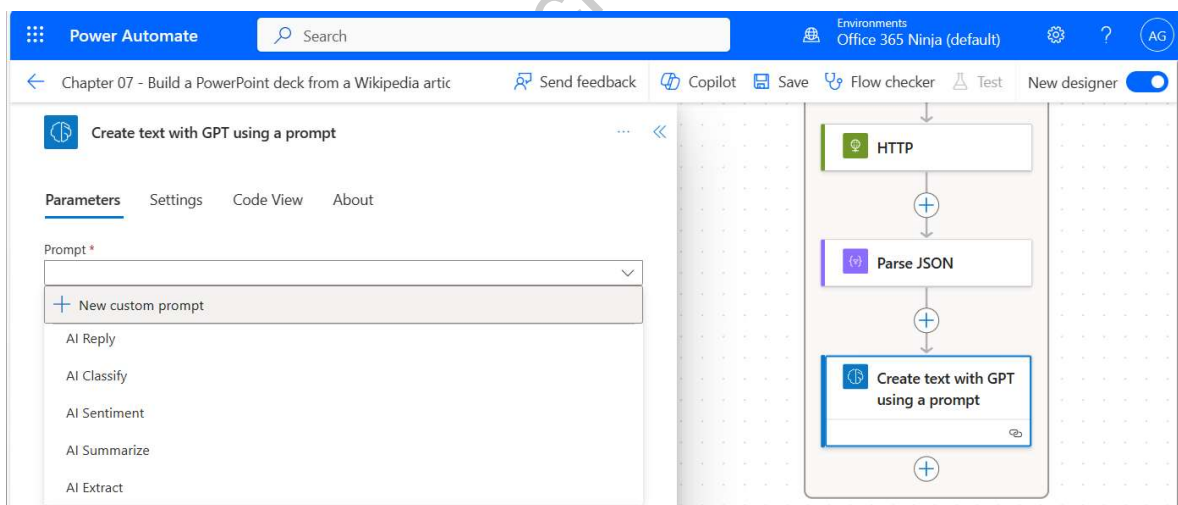 Power Automate
Search
Environments
Office 365 Ninja (default)
?
AG
Chapter 07 - Build a PowerPoint deck from a Wikipedia artic
Send feedback
Copilot
Save
Flow checker
Test
New designer
Create text with GPT using a prompt
Parameters
Settings
Code View
About
Prompt *
New custom prompt
AI Reply
AI Classify
AI Sentiment
AI Summarize
AI Extract
HTTP
Parse JSON
Create text with GPT
using a prompt